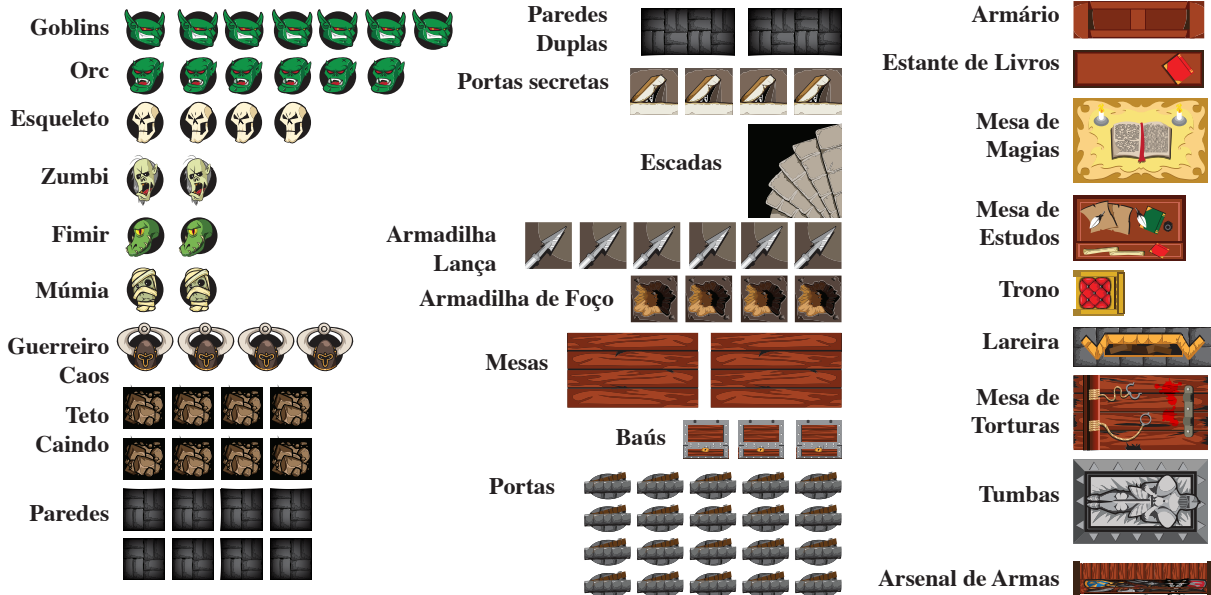 Goblins
Orc
Esqueleto
Zumbi
Fimir
Múmia
Guerreiro
Caos
Teto
Caindo
Paredes
Paredes
Duplas
Portas secretas
Escadas
Armadilha
Lança
Armadilha de Foço
Mesas
Baús
Portas
Armário
Estante de Livros
Mesa de
Magias
Mesa de
Estudos
Trono
Lareira
Mesa de
Torturas
Tumbas
Arsenal de Armas